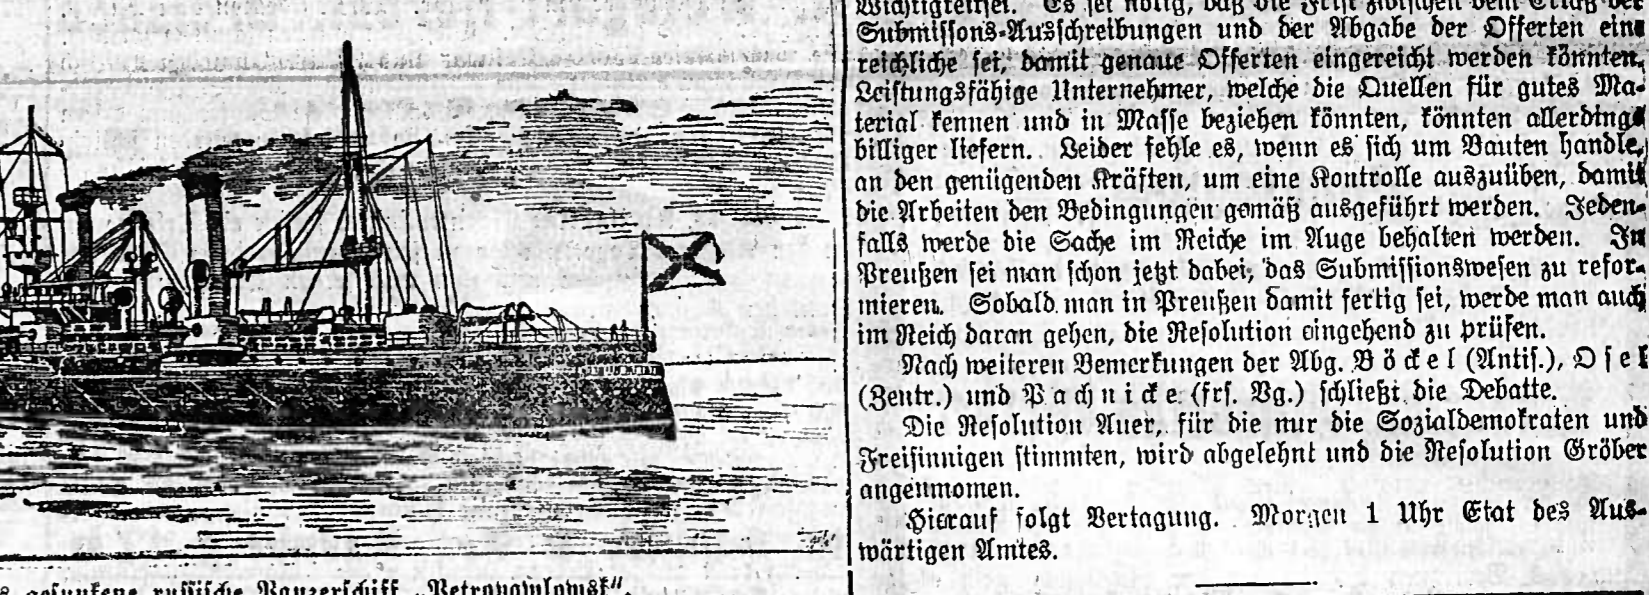 Wichtigkeit sei. Es sei nötig, daß die Frist zwischen dem Erlaß der
Submissions-Ausschreibungen und der Abgabe der Offerten eine
reichliche sei, damit genaue Offerten eingereicht werden könnten.
Leistungsfähige Unternehmer, welche die Quellen für gutes Ma-
terial kennen und in Masse beziehen könnten, könnten allerdings
billiger liefern. Leider fehle es, wenn es sich um Bauten handle,
an den genügenden Kräften, um eine Kontrolle auszuüben, damit
die Arbeiten den Bedingungen gemäß ausgeführt werden. Jeden-
falls werde die Sache im Reiche im Auge behalten werden. In
Preußen sei man schon jetzt dabei, das Submissionswesen zu refor-
mieren. Sobald man in Preußen damit fertig sei, werde man auch
im Reich daran gehen, die Resolution eingehend zu prüfen.
Nach weiteren Bemerkungen der Abg. Böckel (Antis.), Osel
(Zentr.) und Pachnicke (frs. Vg.) schließt die Debatte.
Die Resolution Auer, für die nur die Sozialdemokraten und
Freisinnigen stimmten, wird abgelehnt und die Resolution Gröber
angenmomen.
Hierauf folgt Vertagung. Morgen 1 Uhr Etat des Aus-
wärtigen Amtes.
gesunkene russische Panzerschiff „Petropawlowsk“.